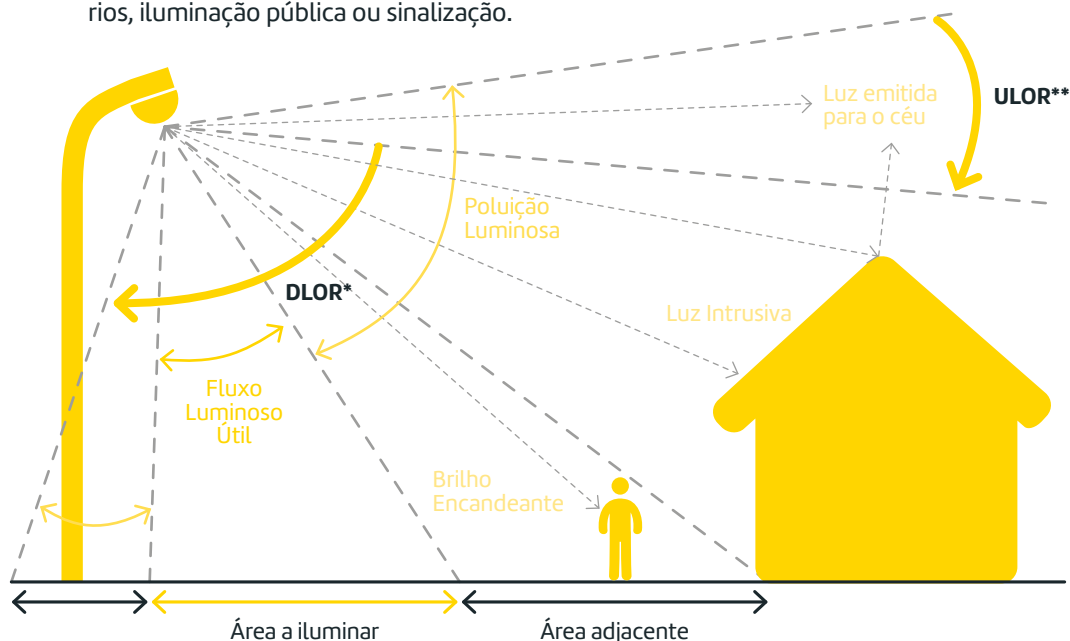 rios, iluminação pública ou sinalização.
Luz emitida
para o céu
ULOR**
Poluição
Luminosa
DLOR*
Luz Intrusiva
Fluxo
Luminoso
Útil
Brilho
Encandeante
Área a iluminar
Área adjacente